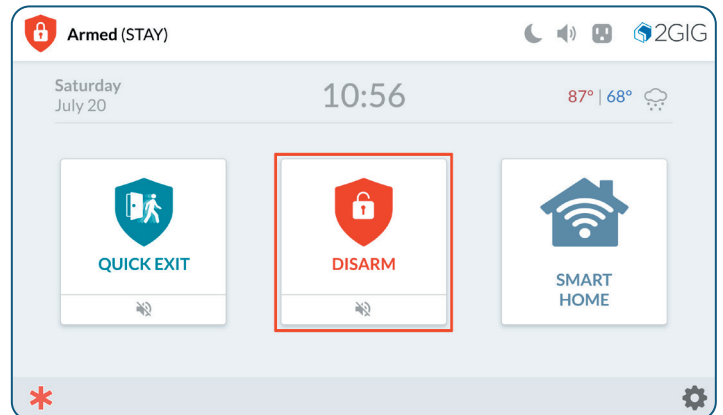 Armed (STAY)
2GIG
Saturday
July 20
10:56
87° | 68°
QUICK EXIT
DISARM
SMART
HOME